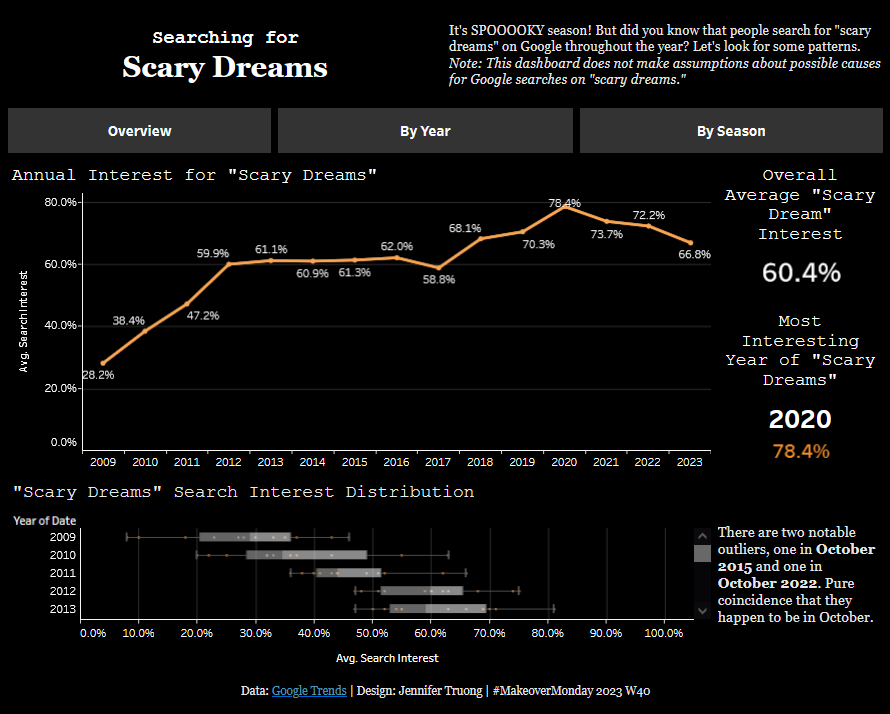 Searching for
Scary Dreams
It's SPOOOOKY season! But did you know that people search for "scary
dreams" on Google throughout the year? Let's look for some patterns.
Note: This dashboard does not make assumptions about possible causes
for Google searches on "scary dreams."
Overview
By Year
By Season
Annual Interest for "Scary Dreams"
80.0%
60.0%
40.0%
20.0%
0.0%
Avg. Search Interest
28.2%
38.4%
47.2%
59.9%
61.1%
60.9%
61.3%
62.0%
58.8%
68.1%
70.3%
78.4%
73.7%
72.2%
66.8%
2009 2010 2011 2012 2013 2014 2015 2016 2017 2018 2019 2020 2021 2022 2023
Overall
Average "Scary
Dream"
Interest
60.4%
Most
Interesting
Year of "Scary
Dreams"
2020
78.4%
"Scary Dreams" Search Interest Distribution
Year of Date
2009
2010
2011
2012
2013
0.0% 10.0% 20.0% 30.0% 40.0% 50.0% 60.0% 70.0% 80.0% 90.0% 100.0%
Avg. Search Interest
There are two notable
outliers, one in October
2015 and one in
October 2022. Pure
coincidence that they
happen to be in October.
Data: Google Trends | Design: Jennifer Truong | #MakeoverMonday 2023 W40